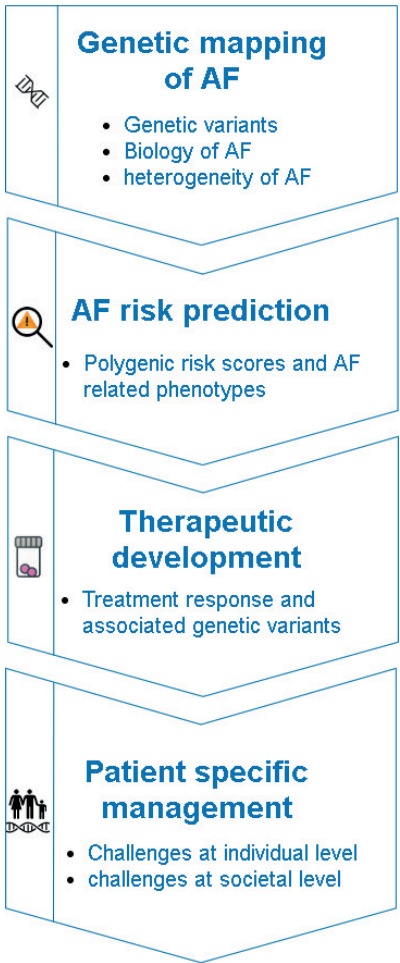 Genetic mapping
of AF
• Genetic variants
• Biology of AF
• heterogeneity of AF
AF risk prediction
• Polygenic risk scores and AF
related phenotypes
Therapeutic
development
• Treatment response and
associated genetic variants
Patient specific
management
• Challenges at individual level
• challenges at societal level